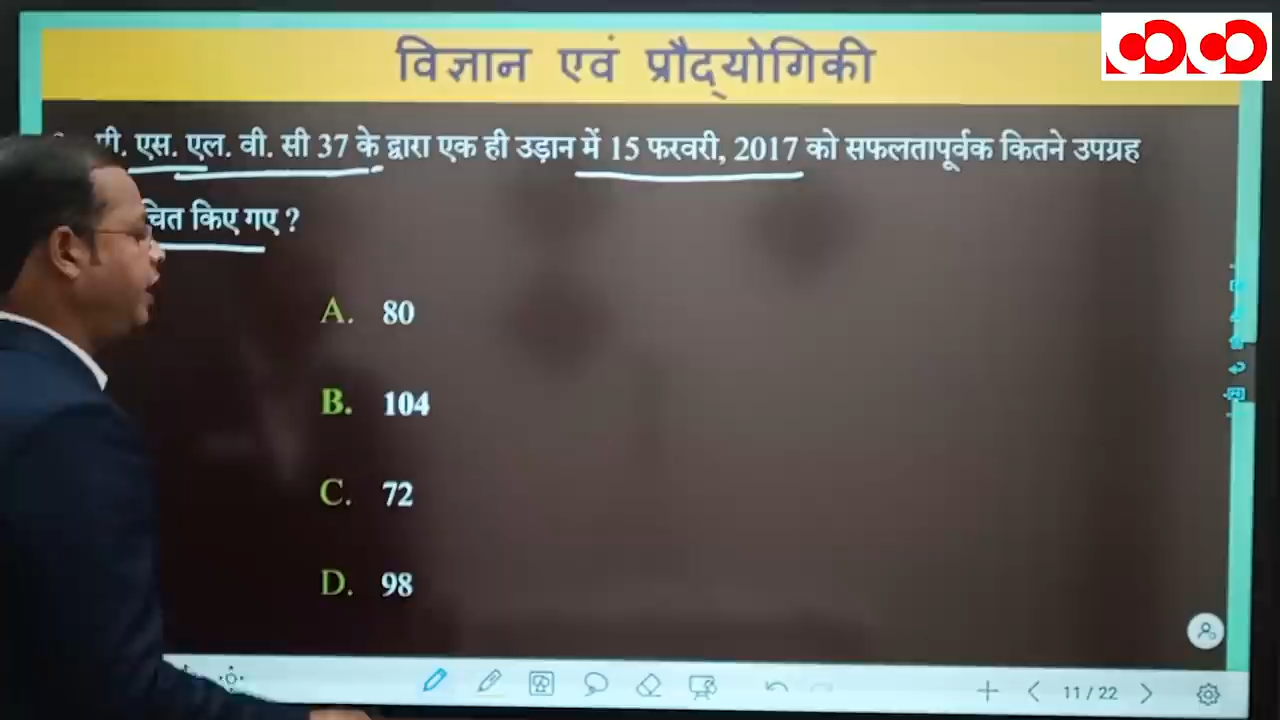 विज्ञान एवं प्रौद्योगिकी
पी. एस. एल. वी. सी 37 के द्वारा एक ही उड़ान में 15 फरवरी, 2017 को सफलतापूर्वक कितने उपग्रह
किए गए ?
A. 80
B. 104
C. 72
D. 98
11 / 22